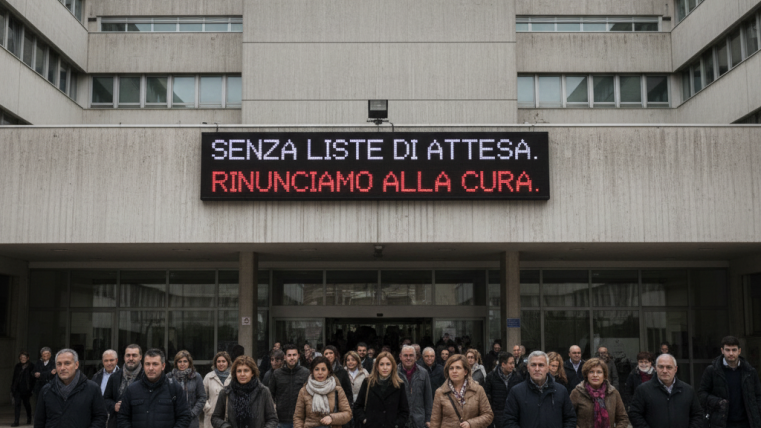 SENZA LISTE DI ATTESA.
RINUNCIAMO ALLA CURA.